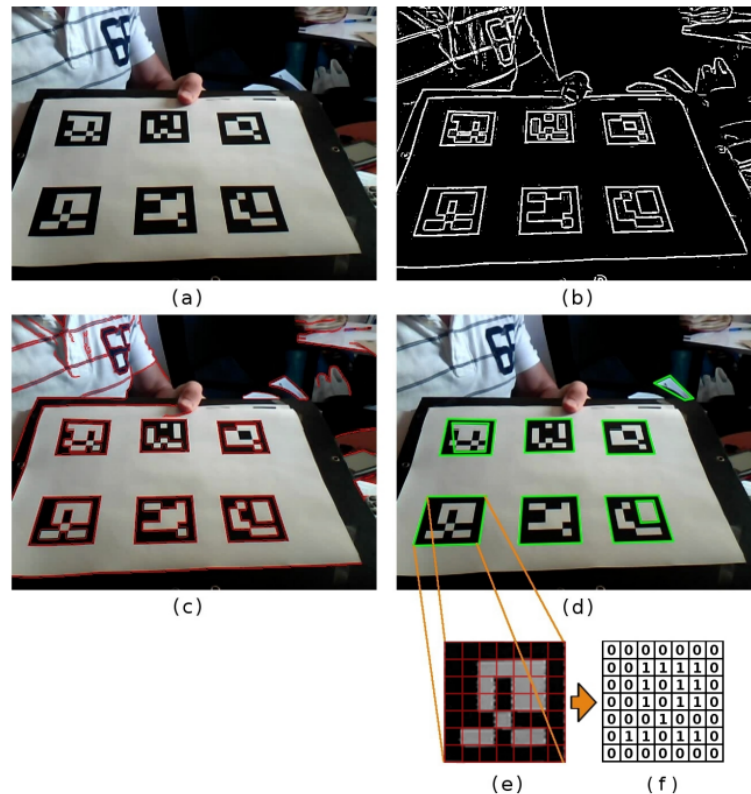 (a)
(b)
(c)
(d)
0 0 0 0 0 0 0
0 0 1 1 1 1 0
0 0 1 0 1 1 0
0 0 1 0 1 1 0
0 0 0 1 0 0 0
0 1 1 0 1 1 0
0 0 0 0 0 0 0
(e)
(f)